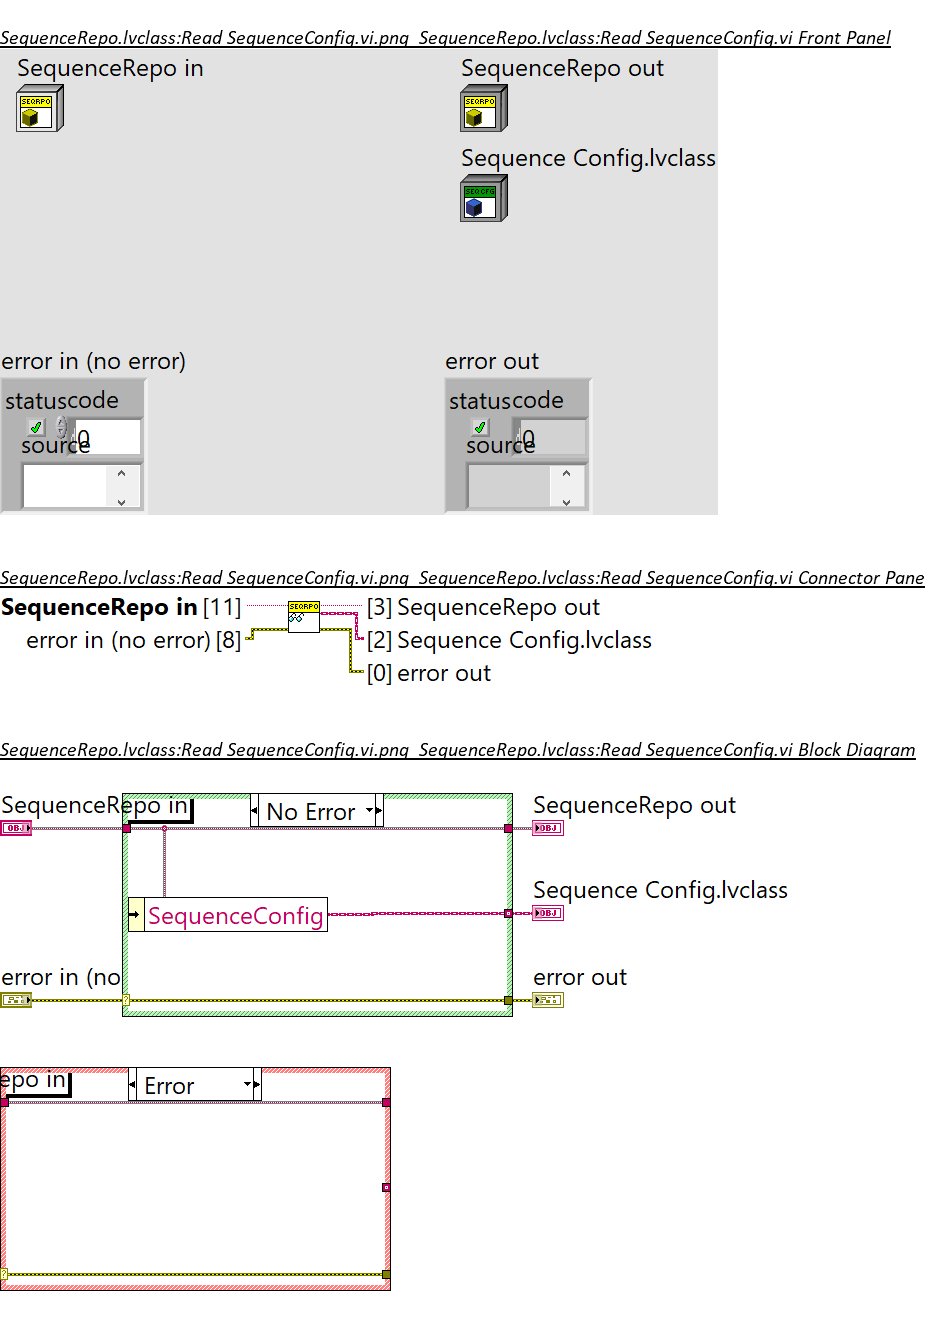 SequenceRepo.lvclass:Read SequenceConfig.vi.png SequenceRepo.lvclass:Read SequenceConfig.vi Front Panel
SequenceRepo in
SequenceRepo out
SEQRPO
SEQRPO
Sequence Config.lvclass
SEQCFG
error in (no error)
error out
status code
status code
0
0
source
source
SequenceRepo.lvclass:Read SequenceConfig.vi.png SequenceRepo.lvclass:Read SequenceConfig.vi Connector Pane
SequenceRepo in [11]
SEQRPO
[3] SequenceRepo out
error in (no error) [8]
[2] Sequence Config.lvclass
[0] error out
SequenceRepo.lvclass:Read SequenceConfig.vi.png SequenceRepo.lvclass:Read SequenceConfig.vi Block Diagram
SequenceRepo in
No Error
SequenceRepo out
OBJ
OBJ
Sequence Config.lvclass
SequenceConfig
OBJ
error in (no
error out
?
epo in
Error
?